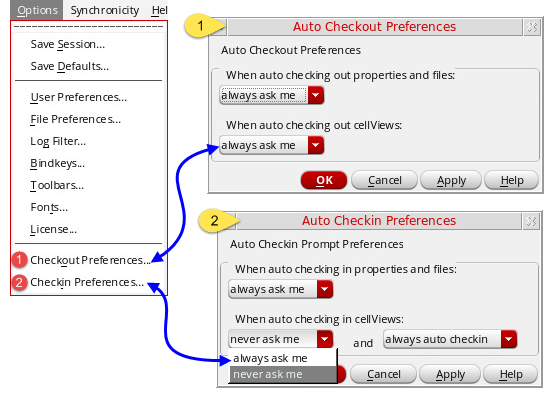 Options Synchronicity Hel
Save Session...
Save Defaults...
User Preferences...
File Preferences...
Log Filter...
Bindkeys...
Toolbars...
Fonts...
License...
1 Checkout Preferences...
2 Checkin Preferences...
1 Auto Checkout Preferences
Auto Checkout Preferences
When auto checking out properties and files:
always ask me
When auto checking out cellViews:
always ask me
OK Cancel Apply Help
2 Auto Checkin Preferences
Auto Checkin Prompt Preferences
When auto checking in properties and files:
always ask me
When auto checking in cellViews:
never ask me and always auto checkin
always ask me
never ask me
Cancel Apply Help